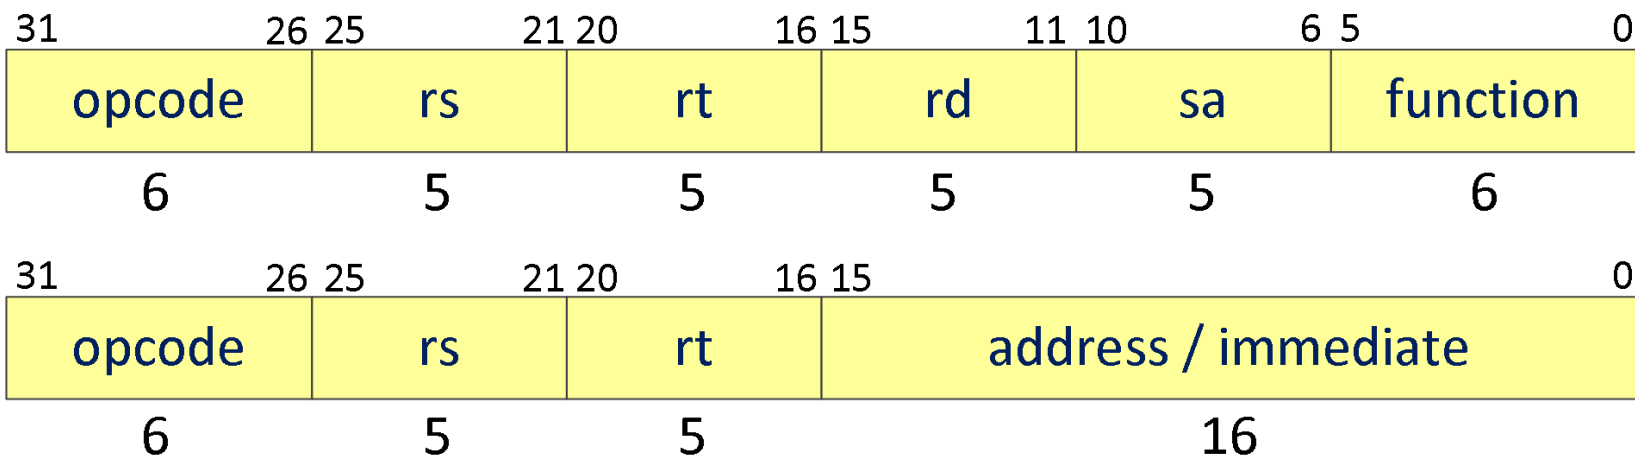 31 26 25 21 20 16 15 11 10 6 5 0
opcode rs rt rd sa function
6 5 5 5 5 6
31 26 25 21 20 16 15 0
opcode rs rt address / immediate
6 5 5 16